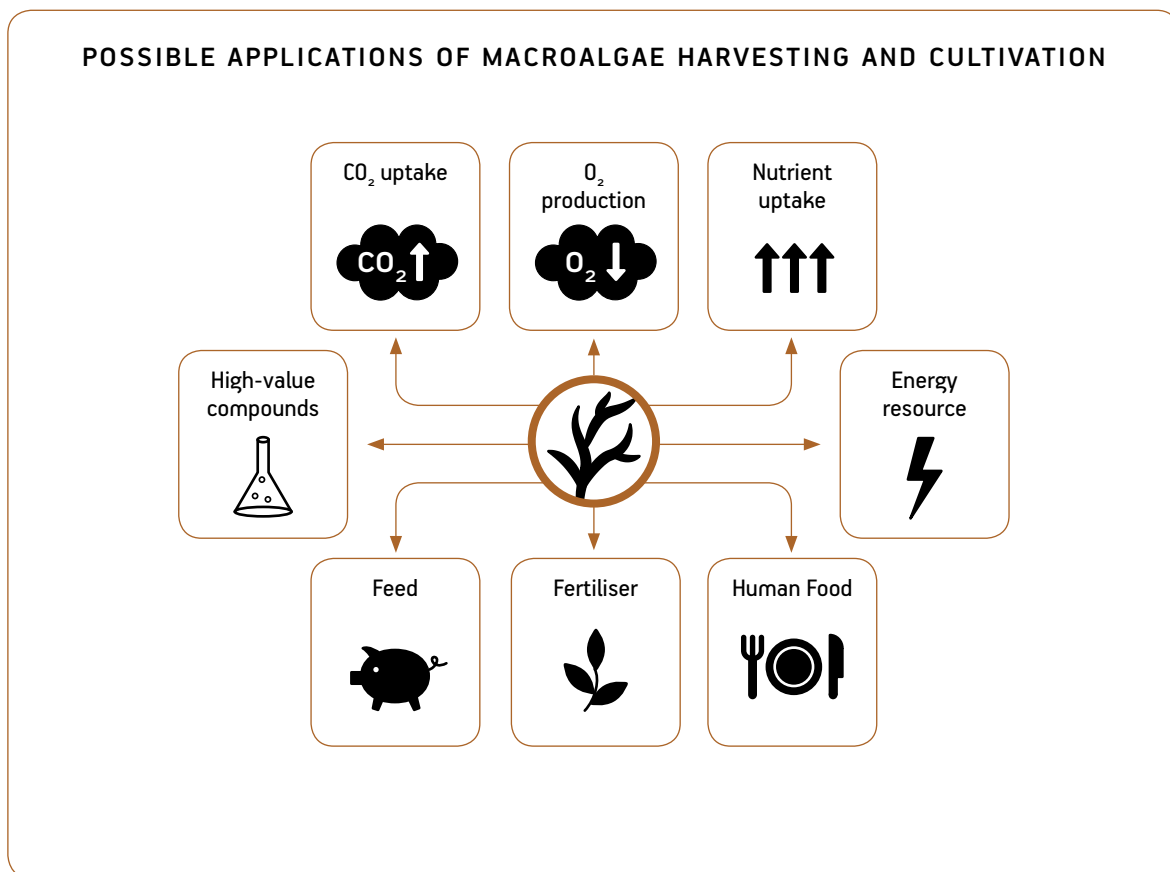 POSSIBLE APPLICATIONS OF MACROALGAE HARVESTING AND CULTIVATION
CO₂ uptake
CO₂
O₂
production
O₂
Nutrient
uptake
High-value
compounds
Energy
resource
Feed
Fertiliser
Human Food